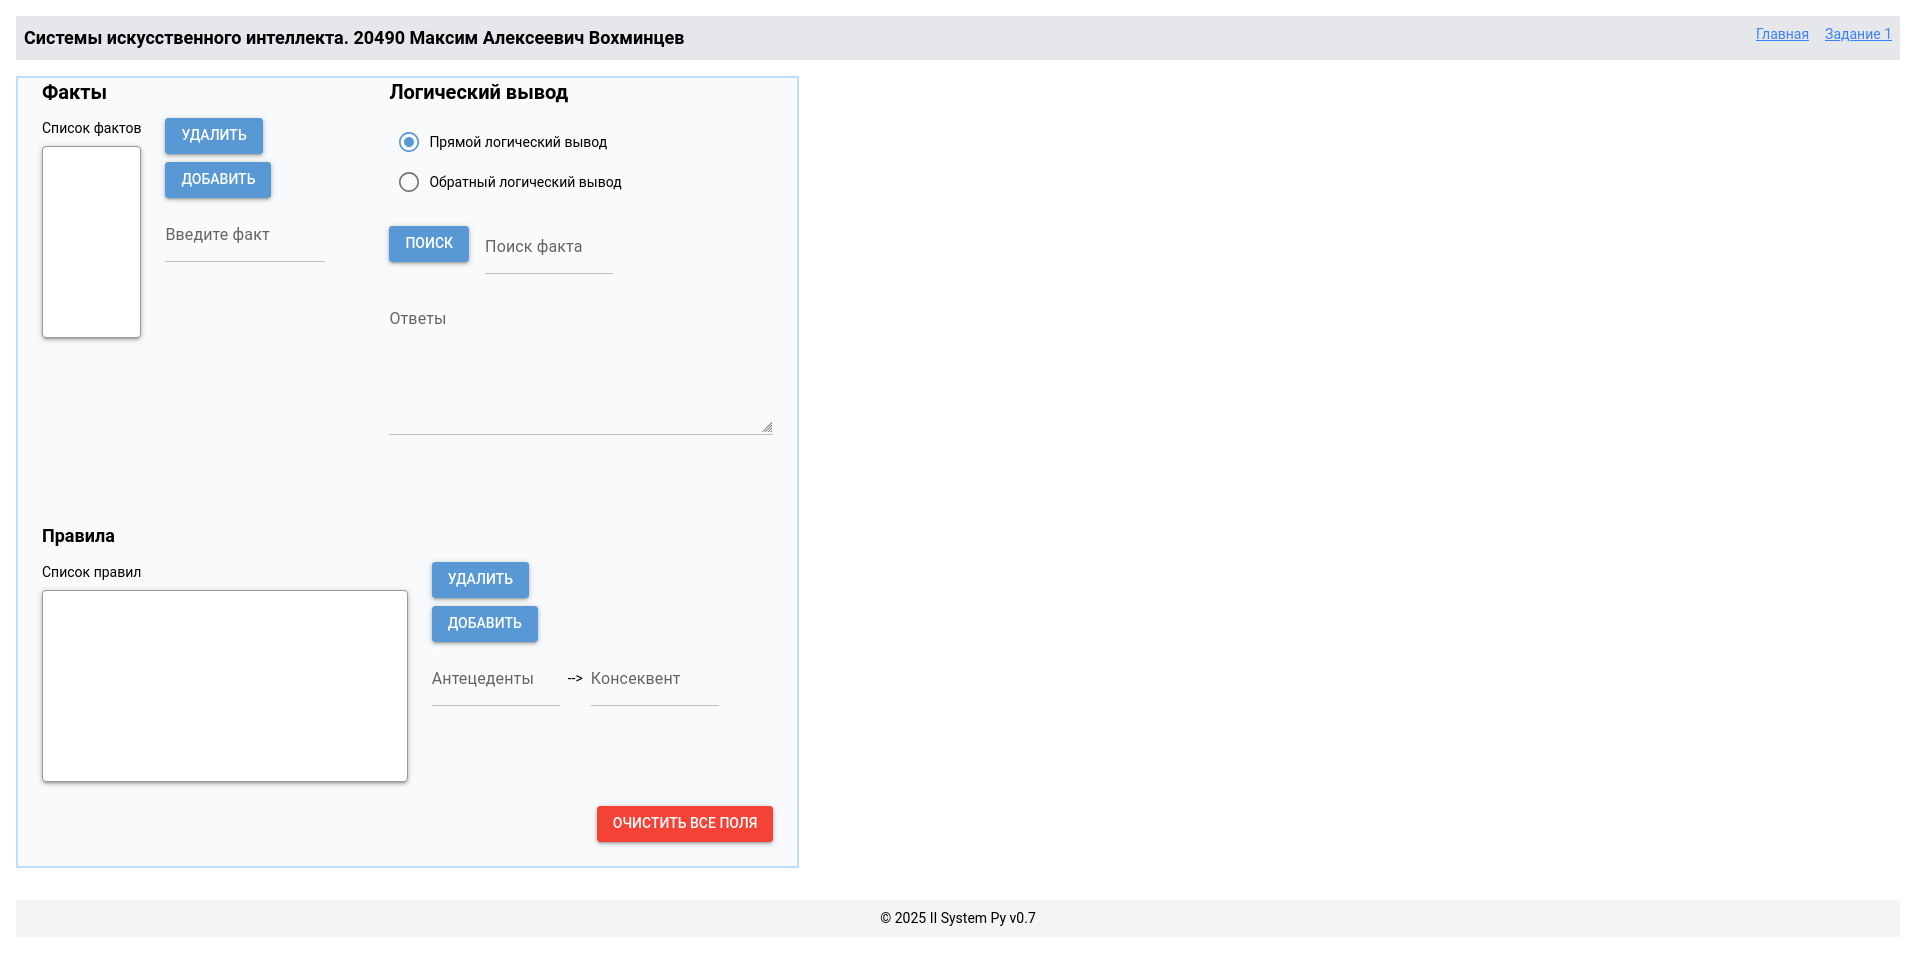 Системы искусственного интеллекта. 20490 Максим Алексеевич Вохминцев
Главная Задание 1
Факты
Список фактов
УДАЛИТЬ
ДОБАВИТЬ
Введите факт
Логический вывод
Прямой логический вывод
Обратный логический вывод
ПОИСК
Поиск факта
Ответы
Правила
Список правил
УДАЛИТЬ
ДОБАВИТЬ
Антецеденты --> Консеквент
ОЧИСТИТЬ ВСЕ ПОЛЯ
© 2025 II System Py v0.7